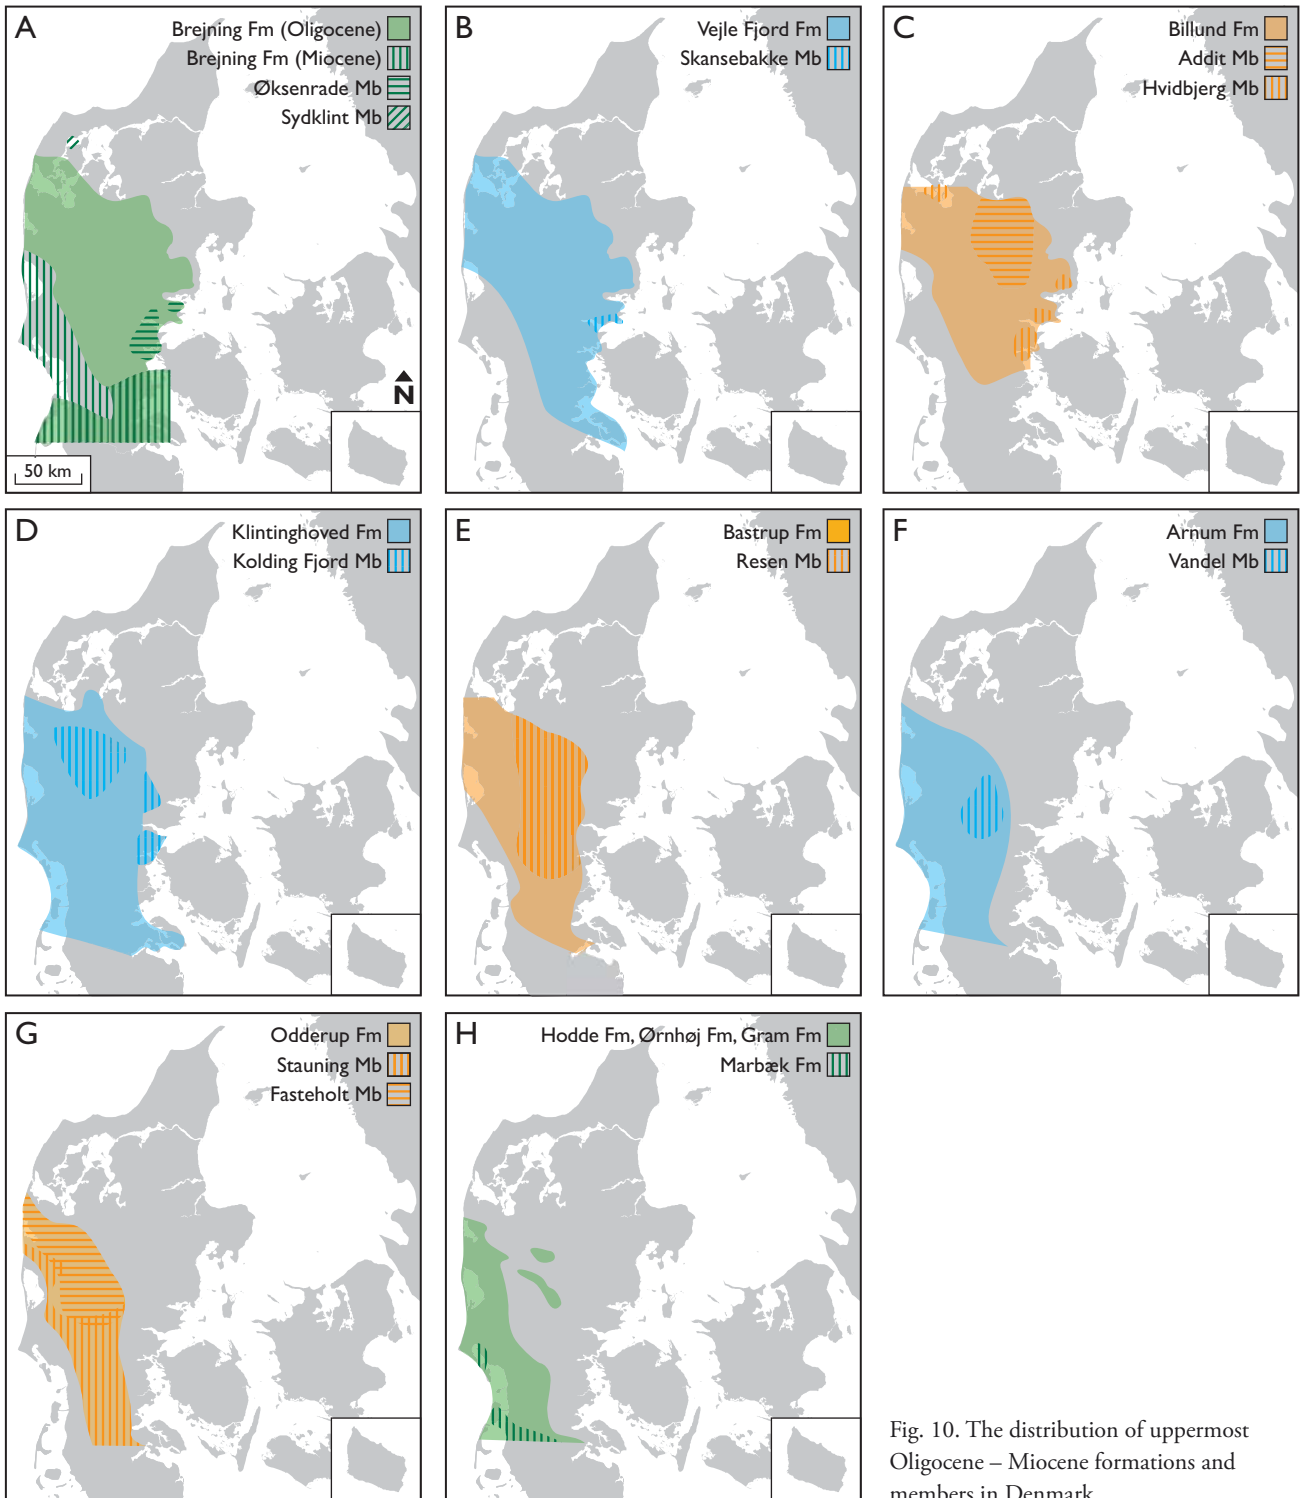 A
Brejning Fm (Oligocene)
Brejning Fm (Miocene)
Øksenrade Mb
Sydklint Mb
N
50 km
B
Vejle Fjord Fm
Skansebakke Mb
C
Billund Fm
Addit Mb
Hvidbjerg Mb
D
Klintinghoved Fm
Kolding Fjord Mb
E
Bastrup Fm
Resen Mb
F
Arnum Fm
Vandel Mb
G
Odderup Fm
Stauning Mb
Fasteholt Mb
H
Hodde Fm, Ørnhøj Fm, Gram Fm
Marbæk Fm
Fig. 10. The distribution of uppermost
Oligocene – Miocene formations and
members in Denmark